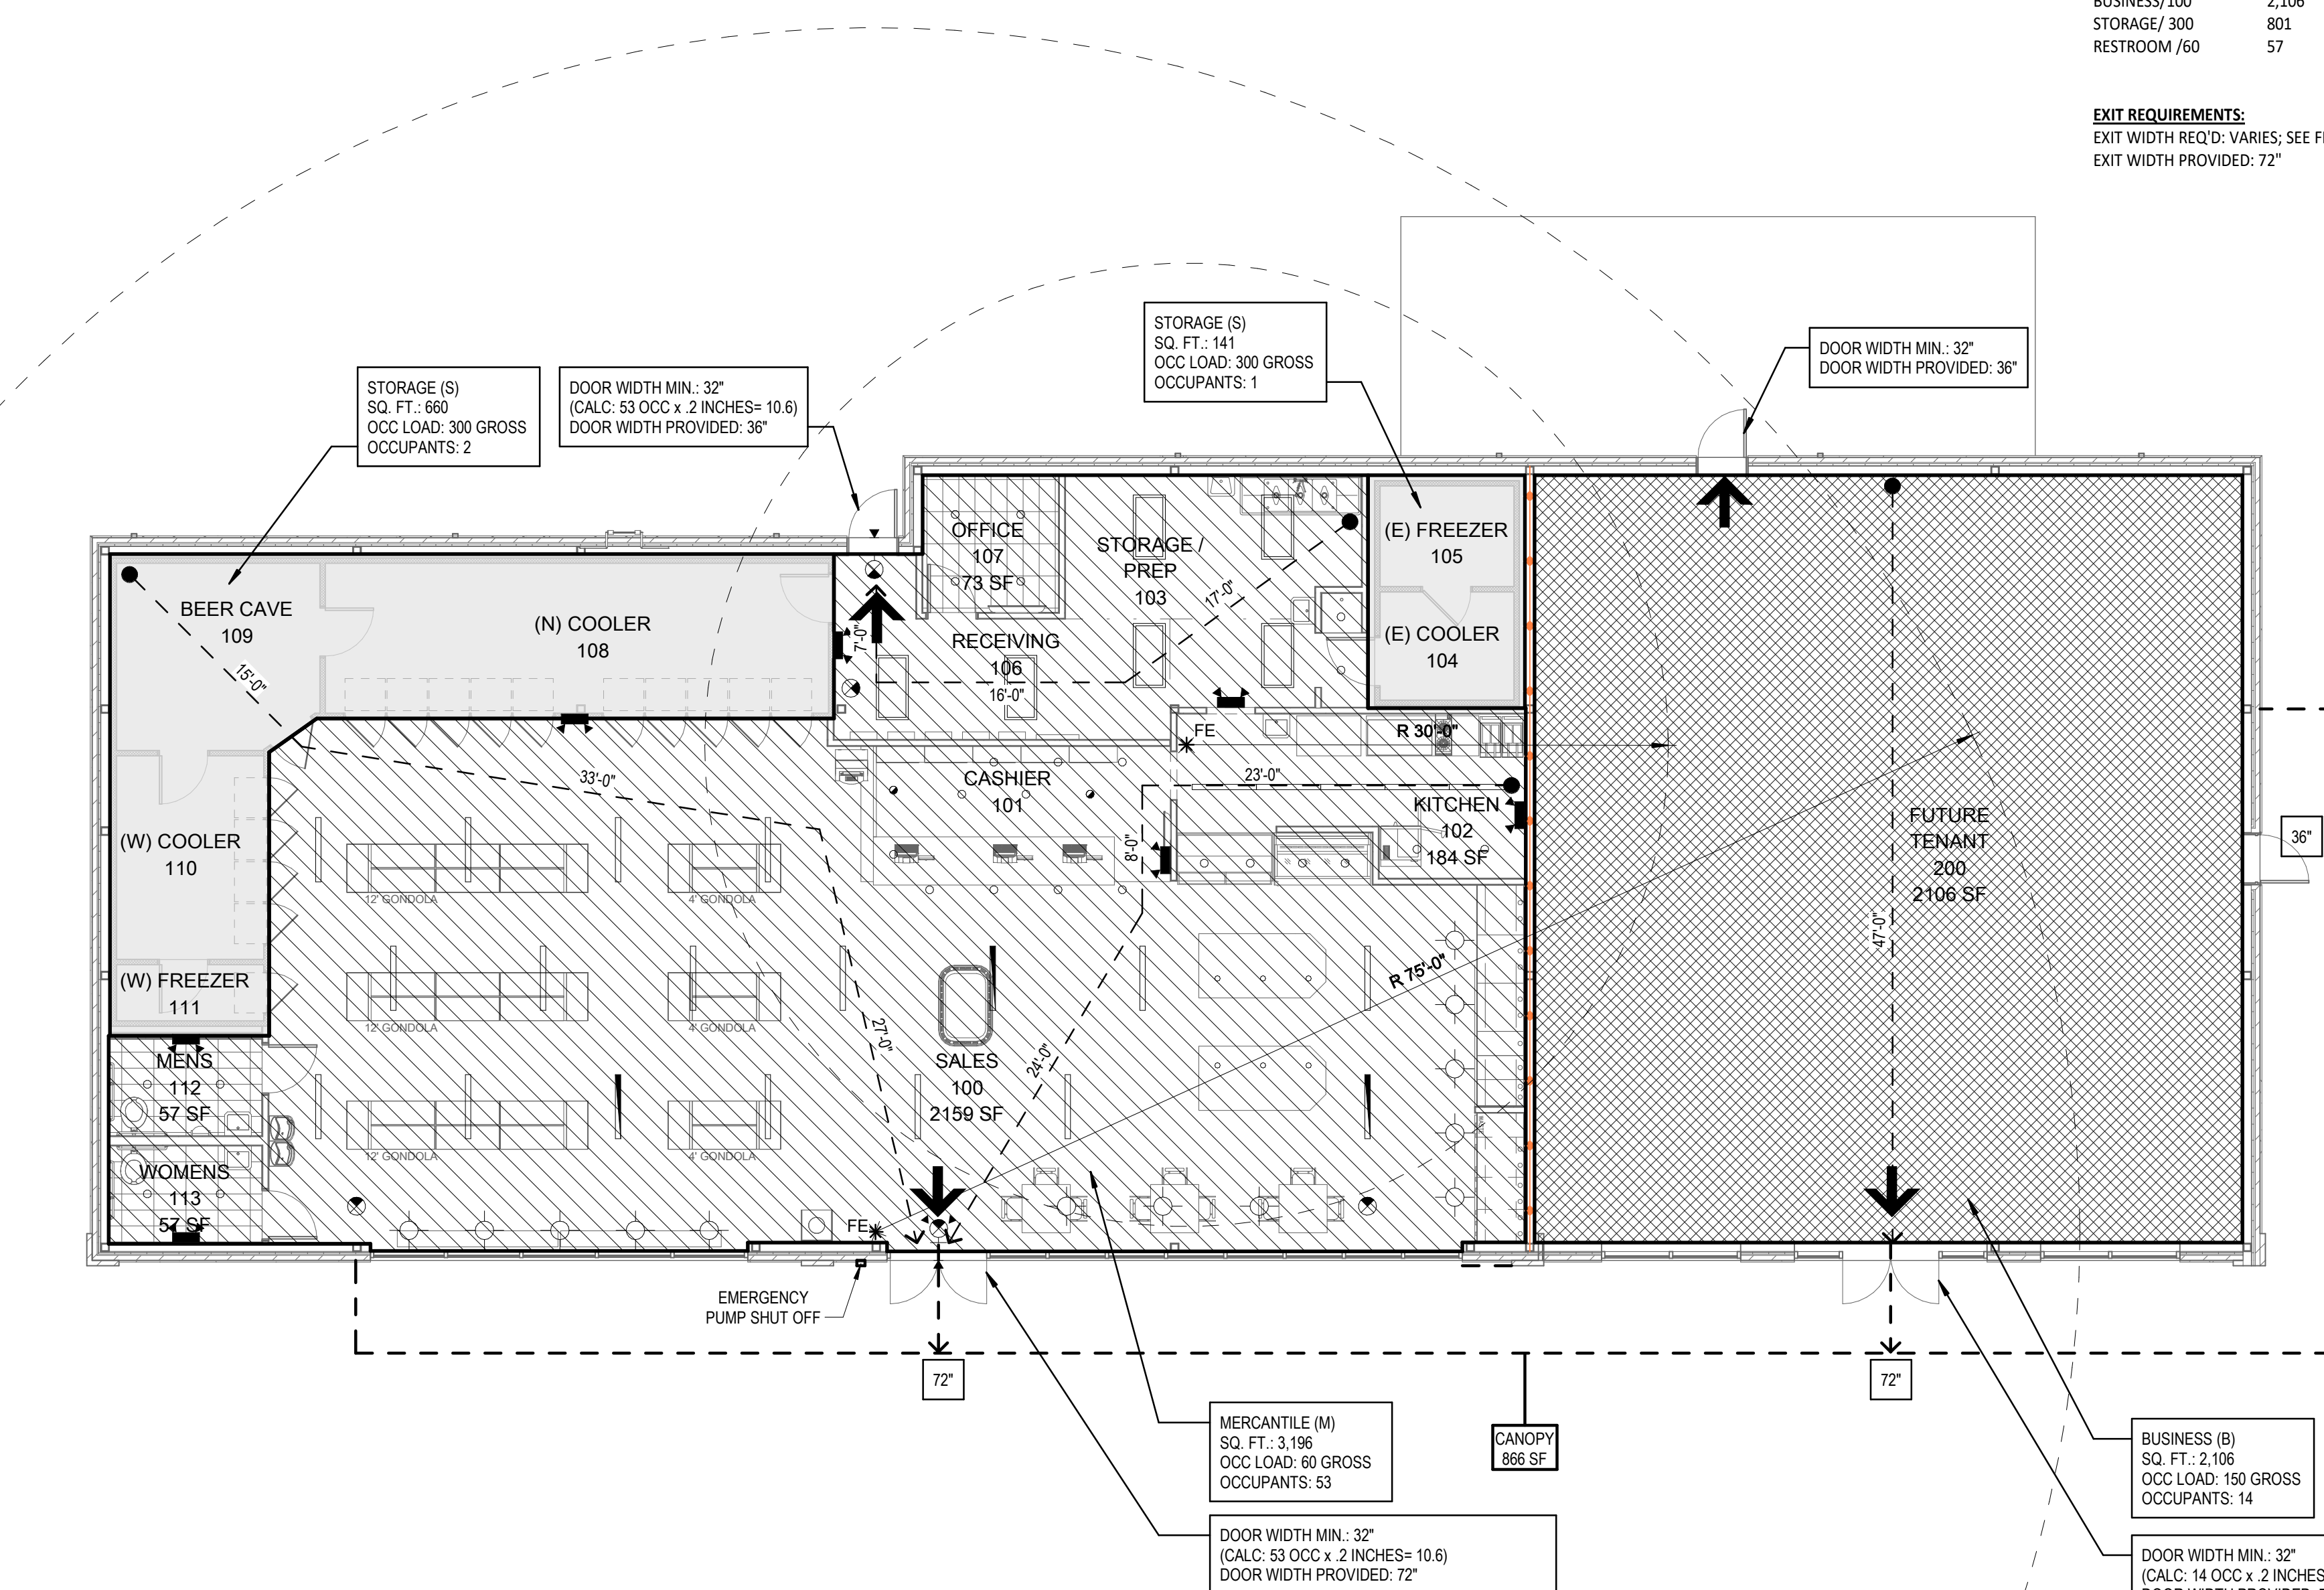 BUSINESS/100 2,106
STORAGE/ 300 801
RESTROOM /60 57
EXIT REQUIREMENTS:
EXIT WIDTH REQ'D: VARIES; SEE
EXIT WIDTH PROVIDED: 72"
STORAGE (S)
SQ. FT.: 141
OCC LOAD: 300 GROSS
OCCUPANTS: 1
DOOR WIDTH MIN.: 32"
DOOR WIDTH PROVIDED: 36"
STORAGE (S)
SQ. FT.: 660
OCC LOAD: 300 GROSS
OCCUPANTS: 2
DOOR WIDTH MIN.: 32"
(CALC: 53 OCC x .2 INCHES= 10.6)
DOOR WIDTH PROVIDED: 36"
OFFICE
107
73 SF
STORAGE /
PREP
103
(E) FREEZER
105
17'-0"
BEER CAVE
109
(N) COOLER
108
7'-0"
RECEIVING
106
16'-0"
(E) COOLER
104
15'-0"
FE
R 30'-0"
33'-0"
CASHIER
101
23'-0"
KITCHEN
102
184 SF
8'-0"
(W) COOLER
110
FUTURE
TENANT
200
2106 SF
36"
12' GONDOLA
4' GONDOLA
47'-0"
R 75'-0"
(W) FREEZER
111
12' GONDOLA
4' GONDOLA
27'-0"
24'-0"
SALES
100
2159 SF
MENS
112
57 SF
12' GONDOLA
4' GONDOLA
WOMENS
113
57 SF
FE
EMERGENCY
PUMP SHUT OFF
72"
72"
MERCANTILE (M)
SQ. FT.: 3,196
OCC LOAD: 60 GROSS
OCCUPANTS: 53
CANOPY
866 SF
BUSINESS (B)
SQ. FT.: 2,106
OCC LOAD: 150 GROSS
OCCUPANTS: 14
DOOR WIDTH MIN.: 32"
(CALC: 53 OCC x .2 INCHES= 10.6)
DOOR WIDTH PROVIDED: 72"
DOOR WIDTH MIN.: 32"
(CALC: 14 OCC x .2 INCHES